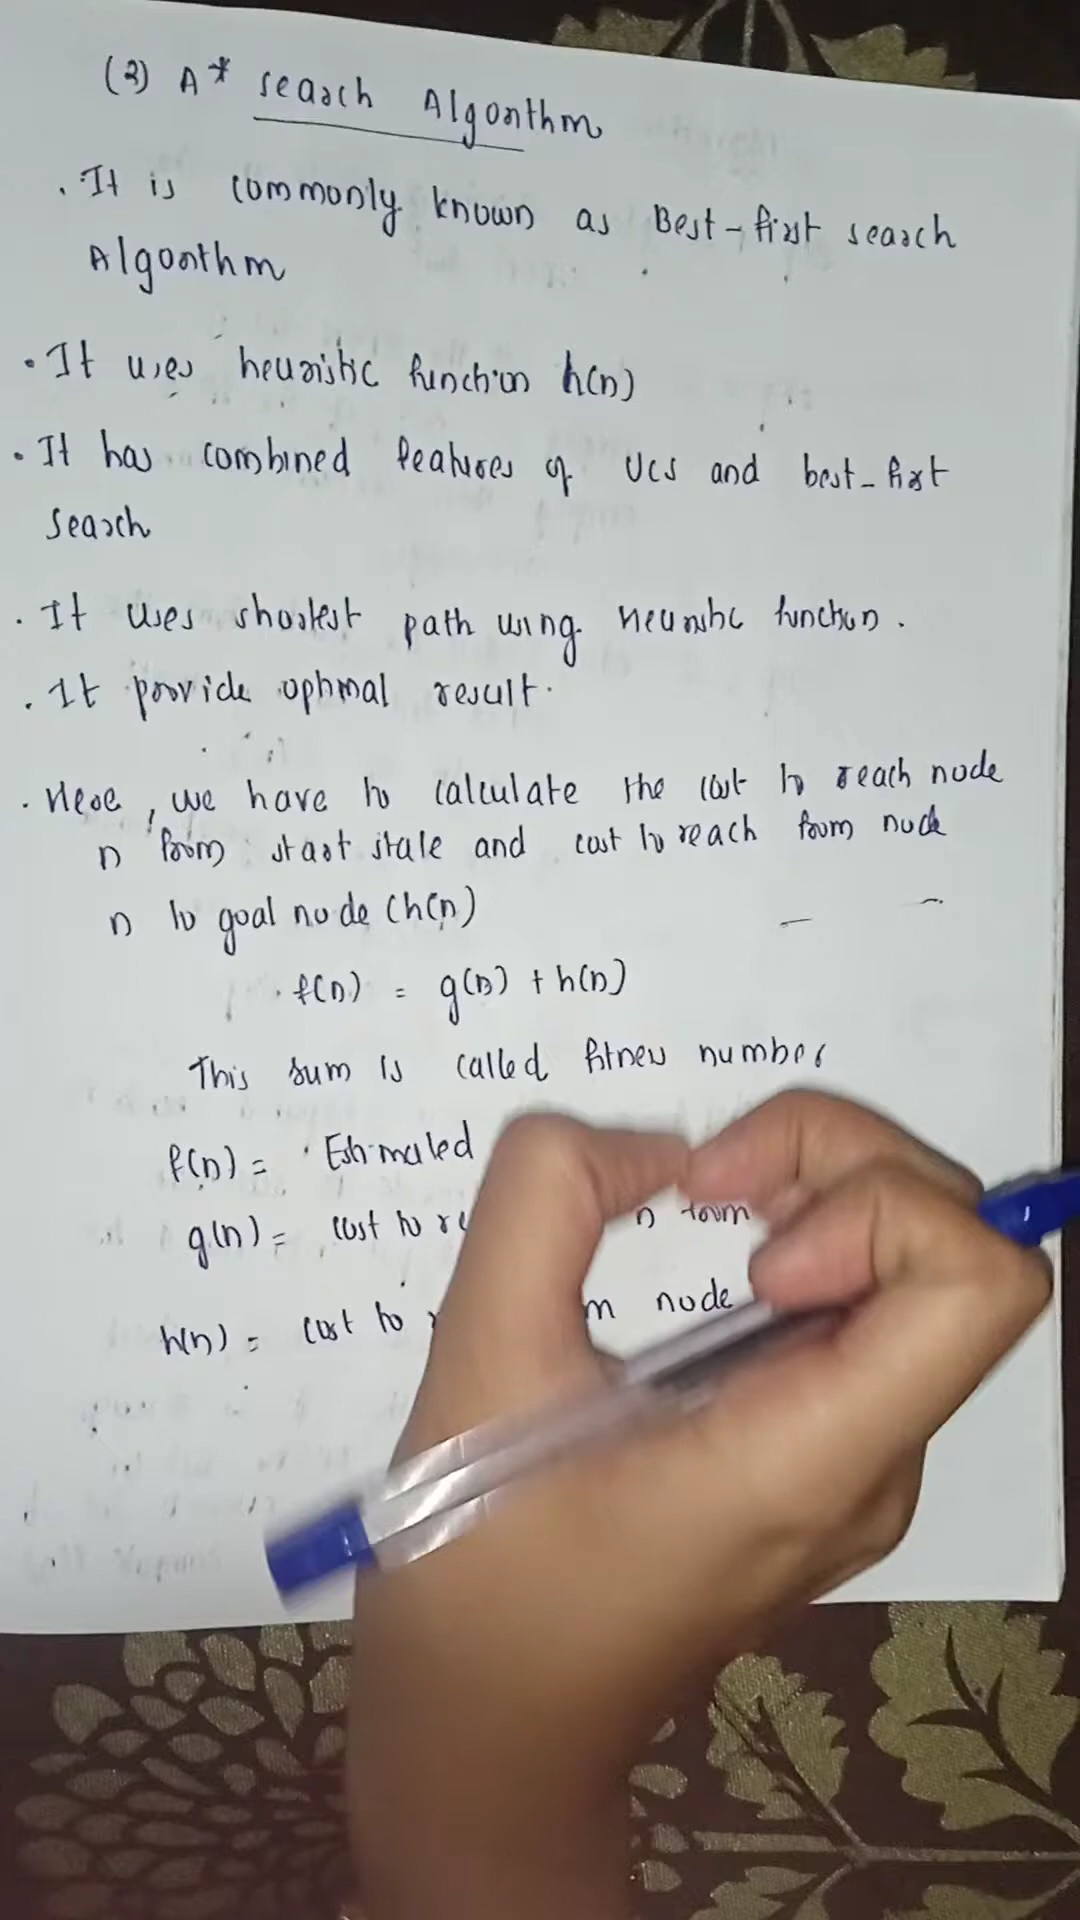 (2) A* search Algorithm
. It is commonly known as Best-first search
Algorithm
. It uses heuristic function h(n)
. It has combined features of UCS and best-first
search
. It uses shortest path using heuristic function.
. It provide optimal result.
. Here, we have to calculate the cost to reach node
n from start state and cost to reach from node
n to goal node (h(n)
f(n) = g(n) + h(n)
This sum is called fitness number
f(n) = Estimated
g(n) = cost to n from
h(n) = cost to node